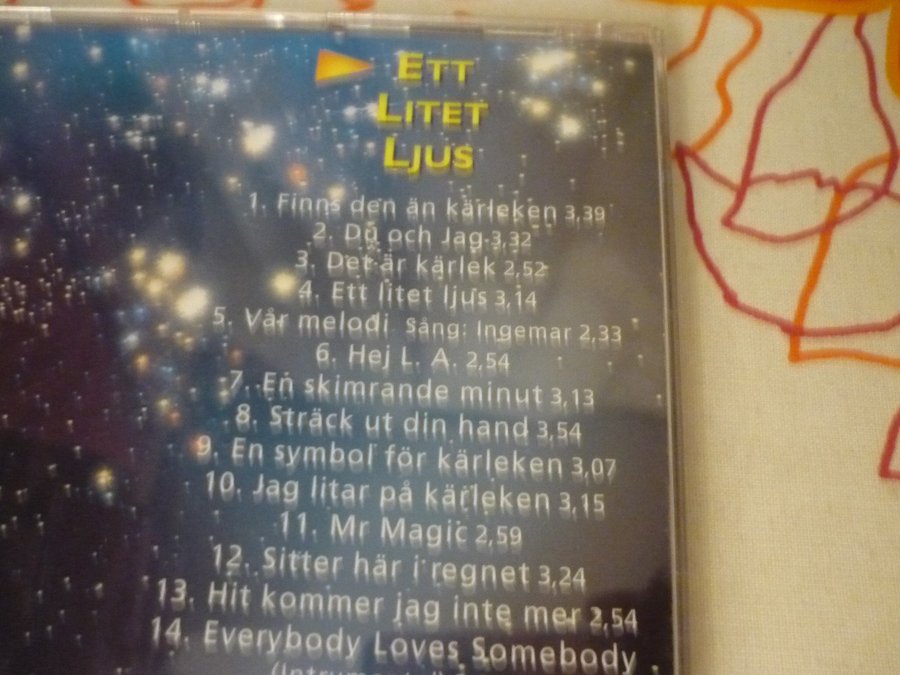 Ett
Litet
Ljus
1. Finns den än kärleken 3,39
2. Du och Jag 3,32
3. Det är kärlek 2,52
4. Ett litet ljus 3,14
5. Vår melodi Sång: Ingemar 2,33
6. Hej L. A. 2,54
7. En skimrande minut 3,13
8. Sträck ut din hand 3,54
9. En symbol för kärleken 3,07
10. Jag litar på kärleken 3,15
11. Mr Magic 2,59
12. Sitter här i regnet 3,24
13. Hit kommer jag inte mer 2,54
14. Everybody Loves Somebody